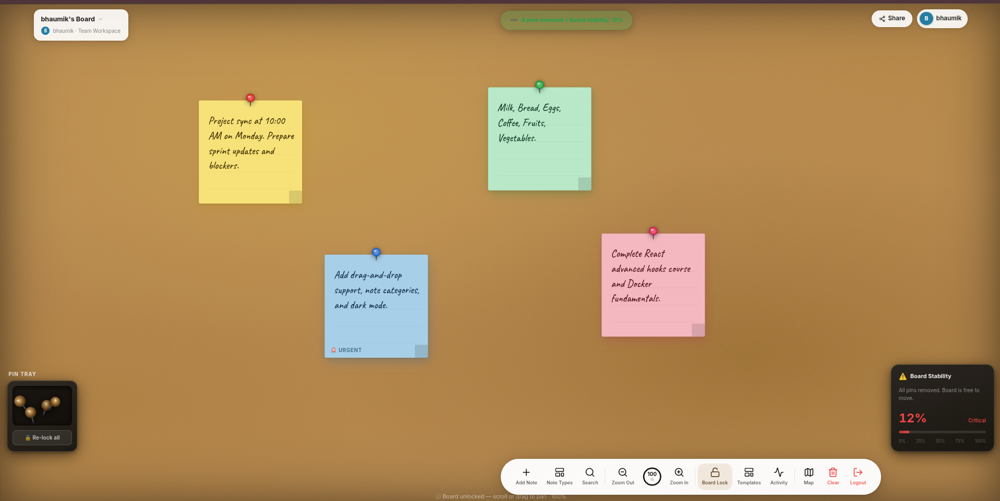 bhaumik's Board
B bhaumik · Team Workspace
4 pins removed • Board stability: 12%
Share
B bhaumik
Project sync at 10:00
AM on Monday. Prepare
sprint updates and
blockers.
Milk, Bread, Eggs,
Coffee, Fruits,
Vegetables.
Add drag-and-drop
support, note categories,
and dark mode.
URGENT
Complete React
advanced hooks course
and Docker
fundamentals.
PIN TRAY
Re-lock all
Board Stability
All pins removed. Board is free to
move.
12% Critical
0% 25% 50% 75% 100%
Add Note Note Types Search Zoom Out 100 % Zoom In Board Lock Templates Activity Map Clear Logout
Board unlocked — scroll or drag to pan · 100%